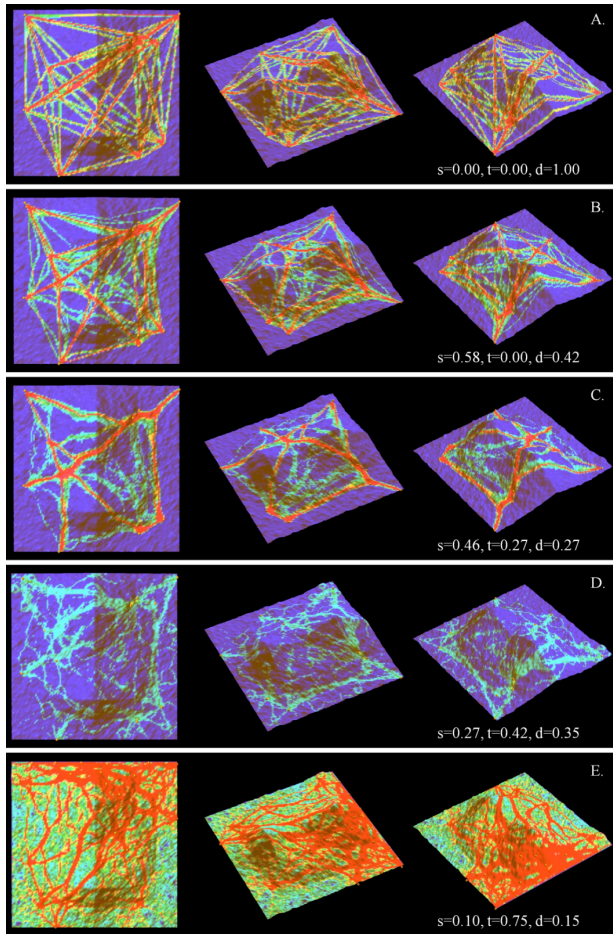 A.
s=0.00, t=0.00, d=1.00
B.
s=0.58, t=0.00, d=0.42
C.
s=0.46, t=0.27, d=0.27
D.
s=0.27, t=0.42, d=0.35
E.
s=0.10, t=0.75, d=0.15